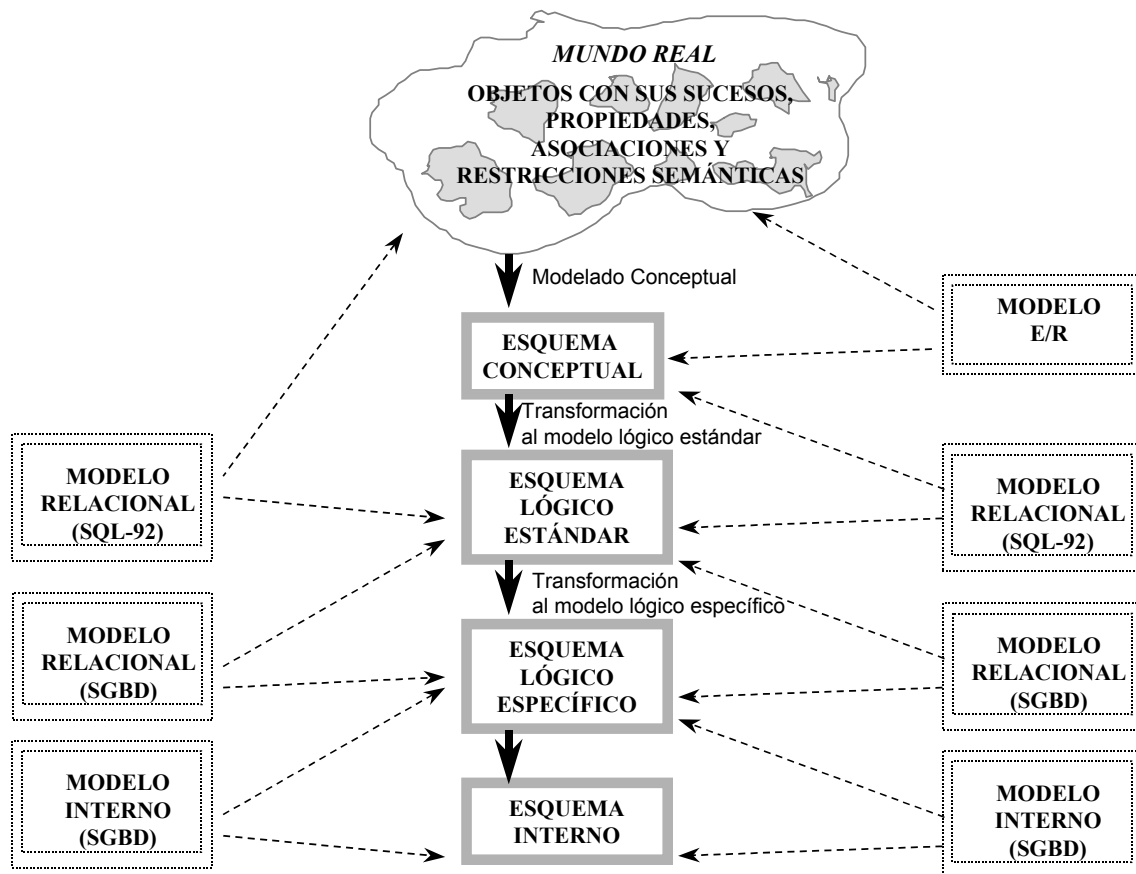 MUNDO REAL
OBJETOS CON SUS SUCESOS,
PROPIEDADES,
ASOCIACIONES Y
RESTRICCIONES SEMÁNTICAS
Modelado Conceptual
MODELO
E/R
ESQUEMA
CONCEPTUAL
Transformación
al modelo lógico estándar
MODELO
RELACIONAL
(SQL-92)
ESQUEMA
LÓGICO
ESTÁNDAR
MODELO
RELACIONAL
(SQL-92)
Transformación
al modelo lógico específico
MODELO
RELACIONAL
(SGBD)
ESQUEMA
LÓGICO
ESPECÍFICO
MODELO
RELACIONAL
(SGBD)
MODELO
INTERNO
(SGBD)
ESQUEMA
INTERNO
MODELO
INTERNO
(SGBD)